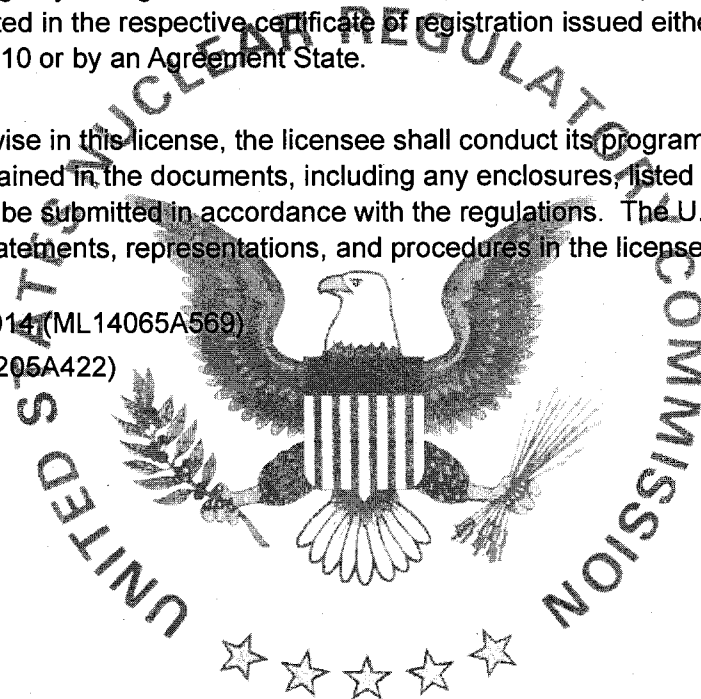 ted in the respective certificate of registration issued eithe
10 or by an Agreement State.
vise in this license, the licensee shall conduct its program
ained in the documents, including any enclosures, listed
be submitted in accordance with the regulations. The U.
atements, representations, and procedures in the license
014 (ML14065A569)
205A422)
UNITED STATES NUCLEAR REGULATORY COMMISSION